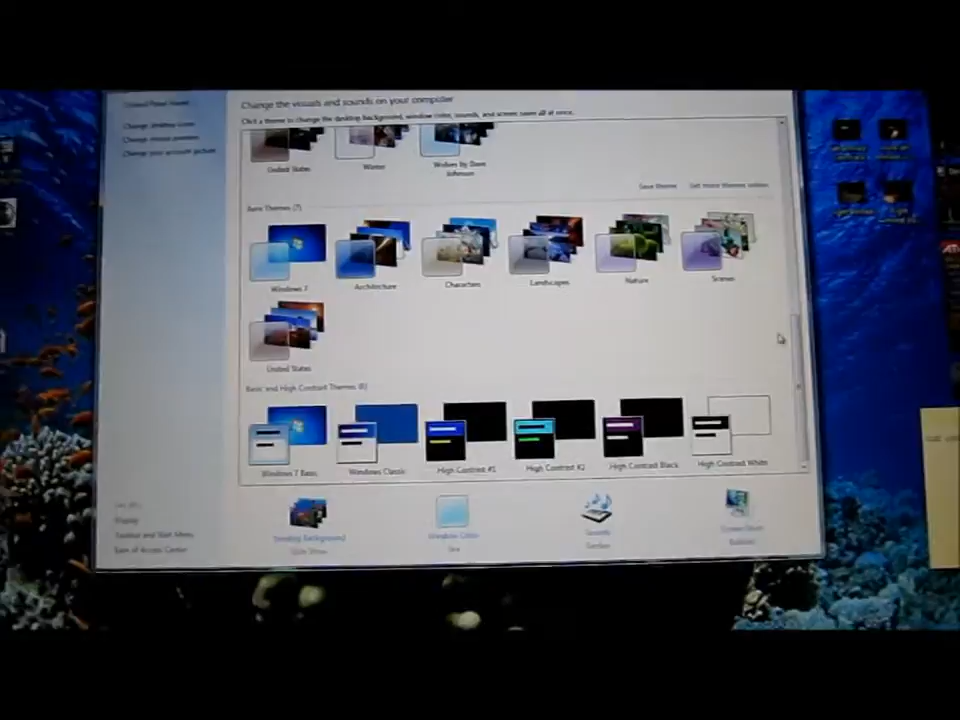 Control Panel Home
Change the visuals and sounds on your computer
Click a theme to change the desktop background, window color, sounds, and screen saver all at once.
Change desktop icons
Change mouse pointers
Change your account picture
United States
Winter
Wolves by Dave Johnson
Save theme
Get more themes online
Aero Themes (7)
Windows 7
Architecture
Characters
Landscapes
Nature
Scenes
United States
Basic and High Contrast Themes (6)
Windows 7 Basic
Windows Classic
High Contrast #1
High Contrast #2
High Contrast Black
High Contrast White
See also
Display
Taskbar and Start Menu
Ease of Access Center
Desktop Background
Slide Show
Window Color
Sounds
Garden
Screen Saver
Bubbles